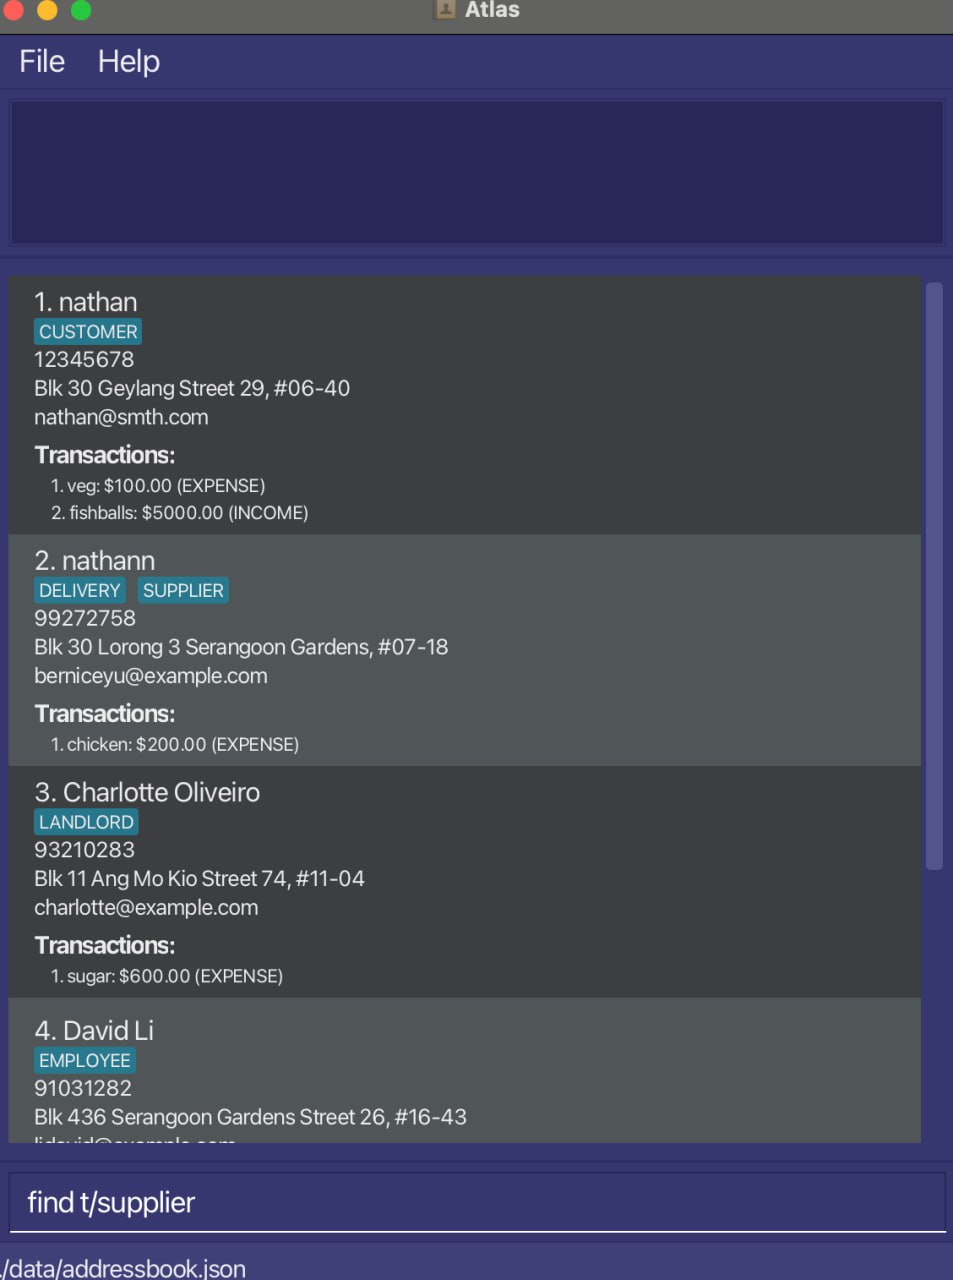 Atlas
File Help
1. nathan
CUSTOMER
12345678
Blk 30 Geylang Street 29, #06-40
nathan@smth.com
Transactions:
1. veg: $100.00 (EXPENSE)
2. fishballs: $5000.00 (INCOME)
2. nathann
DELIVERY SUPPLIER
99272758
Blk 30 Lorong 3 Serangoon Gardens, #07-18
berniceyu@example.com
Transactions:
1. chicken: $200.00 (EXPENSE)
3. Charlotte Oliveiro
LANDLORD
93210283
Blk 11 Ang Mo Kio Street 74, #11-04
charlotte@example.com
Transactions:
1. sugar: $600.00 (EXPENSE)
4. David Li
EMPLOYEE
91031282
Blk 436 Serangoon Gardens Street 26, #16-43
lidavid@example.com
find t/supplier
./data/addressbook.json